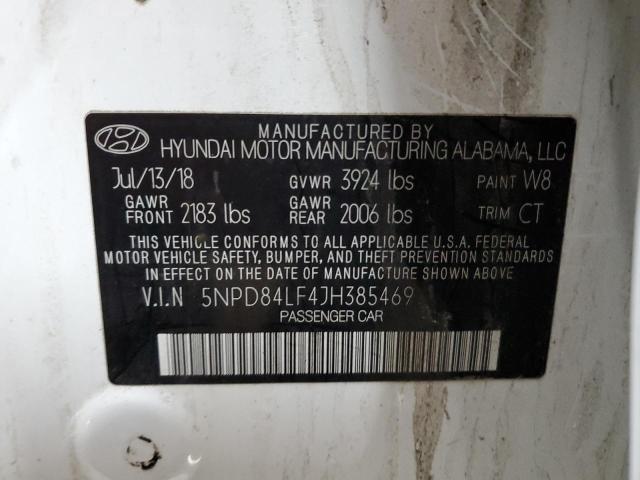 MANUFACTURED BY
HYUNDAI MOTOR MANUFACTURING ALABAMA, LLC
Jul/13/18 GVWR 3924 lbs PAINT W8
GAWR FRONT 2183 lbs GAWR REAR 2006 lbs TRIM CT
THIS VEHICLE CONFORMS TO ALL APPLICABLE U.S.A. FEDERAL
MOTOR VEHICLE SAFETY, BUMPER, AND THEFT PREVENTION STANDARDS
IN EFFECT ON THE DATE OF MANUFACTURE SHOWN ABOVE
V.I.N 5NPD84LF4JH385469
PASSENGER CAR